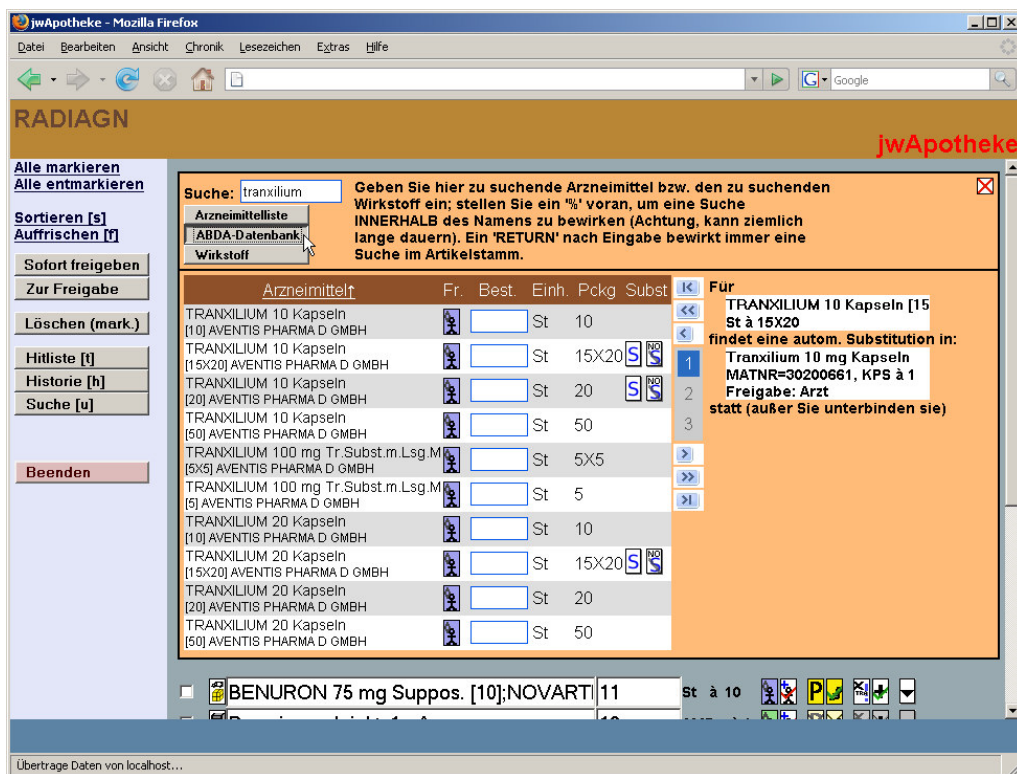 jwApotheke - Mozilla Firefox
Datei Bearbeiten Ansicht Chronik Lesezeichen Extras Hilfe
G Google
RADIAGN
jwApotheke
Alle markieren
Alle entmarkieren
Sortieren [s]
Auffrischen [f]
Sofort freigeben
Zur Freigabe
Löschen (mark.)
Hitliste [t]
Historie [h]
Suche [u]
Beenden
Suche: tranxilium
Arzneimittelliste
ABDA-Datenbank
Wirkstoff
Geben Sie hier zu suchende Arzneimittel bzw. den zu suchenden
Wirkstoff ein; stellen Sie ein '%' voran, um eine Suche
INNERHALB des Namens zu bewirken (Achtung, kann ziemlich
lange dauern). Ein 'RETURN' nach Eingabe bewirkt immer eine
Suche im Artikelstamm.
Arzneimittel↑ Fr. Best. Einh. Pckg Subst
TRANXILIUM 10 Kapseln
[10] AVENTIS PHARMA D GMBH St 10
TRANXILIUM 10 Kapseln
[15X20] AVENTIS PHARMA D GMBH St 15X20 S NO S
TRANXILIUM 10 Kapseln
[20] AVENTIS PHARMA D GMBH St 20 S NO S
TRANXILIUM 10 Kapseln
[50] AVENTIS PHARMA D GMBH St 50
TRANXILIUM 100 mg Tr.Subst.m.Lsg.M
[5X5] AVENTIS PHARMA D GMBH St 5X5
TRANXILIUM 100 mg Tr.Subst.m.Lsg.M
[5] AVENTIS PHARMA D GMBH St 5
TRANXILIUM 20 Kapseln
[10] AVENTIS PHARMA D GMBH St 10
TRANXILIUM 20 Kapseln
[15X20] AVENTIS PHARMA D GMBH St 15X20 S NO S
TRANXILIUM 20 Kapseln
[20] AVENTIS PHARMA D GMBH St 20
TRANXILIUM 20 Kapseln
[50] AVENTIS PHARMA D GMBH St 50
1
2
3
Für
TRANXILIUM 10 Kapseln [15
St à 15X20
findet eine autom. Substitution in:
Tranxilium 10 mg Kapseln
MATNR=30200661, KPS à 1
Freigabe: Arzt
statt (außer Sie unterbinden sie)
BENURON 75 mg Suppos. [10];NOVARTI 11 St à 10 P
Übertrage Daten von localhost...